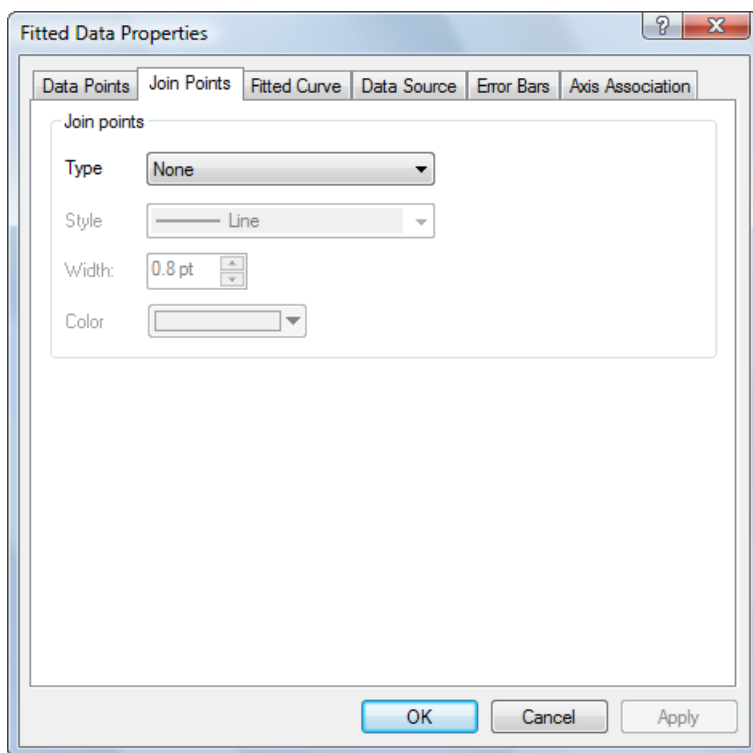 Fitted Data Properties
?
Data Points Join Points Fitted Curve Data Source Error Bars Axis Association
Join points
Type None
Style Line
Width: 0.8 pt
Color
OK Cancel Apply